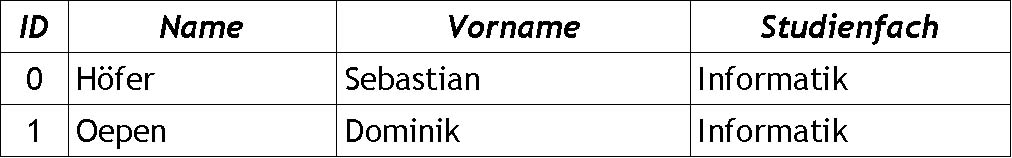 ID Name Vorname Studienfach
0 Höfer Sebastian Informatik
1 Oepen Dominik Informatik